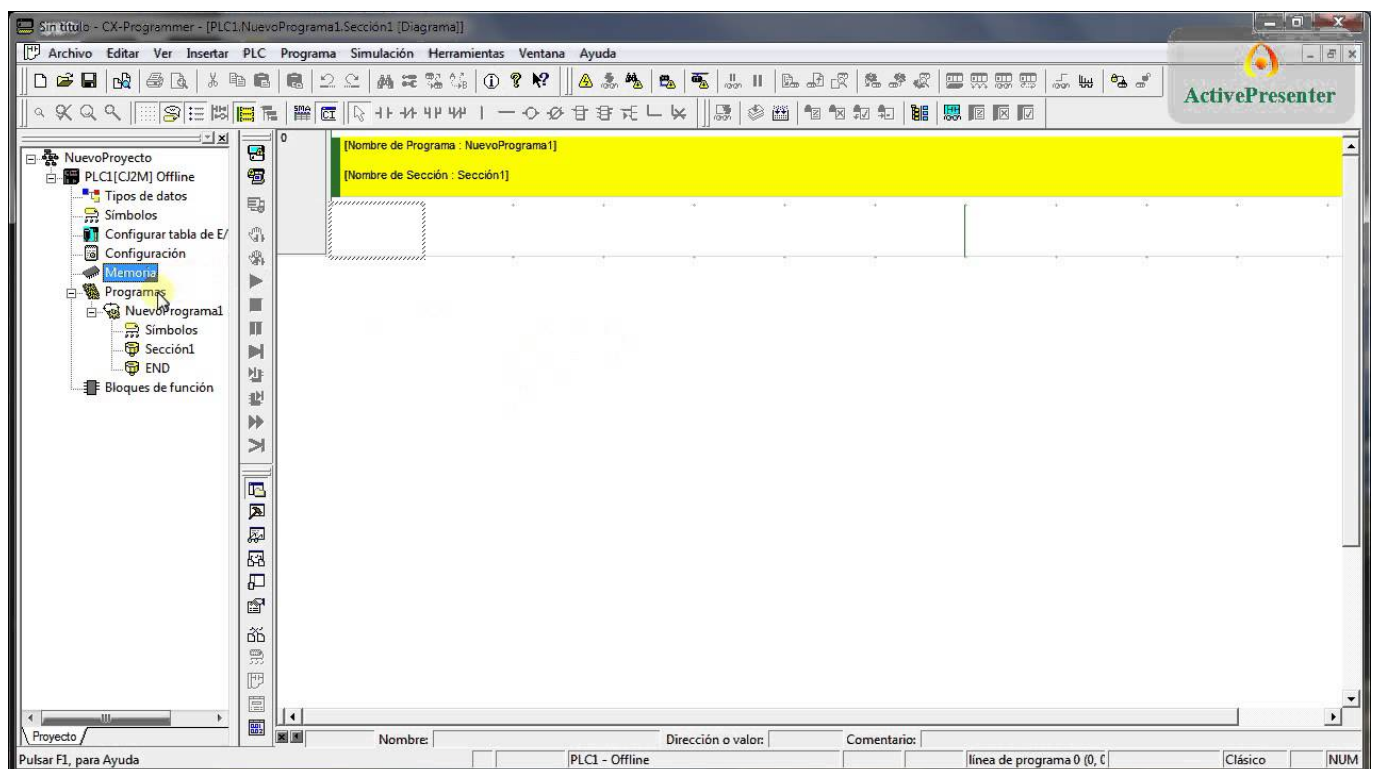 Sin título - CX-Programmer - [PLC1.NuevoPrograma1.Sección1 [Diagrama]]
Archivo Editar Ver Insertar PLC Programa Simulación Herramientas Ventana Ayuda
ActivePresenter
NuevoProyecto
PLC1[CJ2M] Offline
Tipos de datos
Símbolos
Configurar tabla de E/
Configuración
Memoria
Programas
NuevoPrograma1
Símbolos
Sección1
END
Bloques de función
0
[Nombre de Programa : NuevoPrograma1]
[Nombre de Sección : Sección1]
Proyecto
Nombre: Dirección o valor: Comentario:
Pulsar F1, para Ayuda PLC1 - Offline línea de programa 0 (0, 0 Clásico NUM